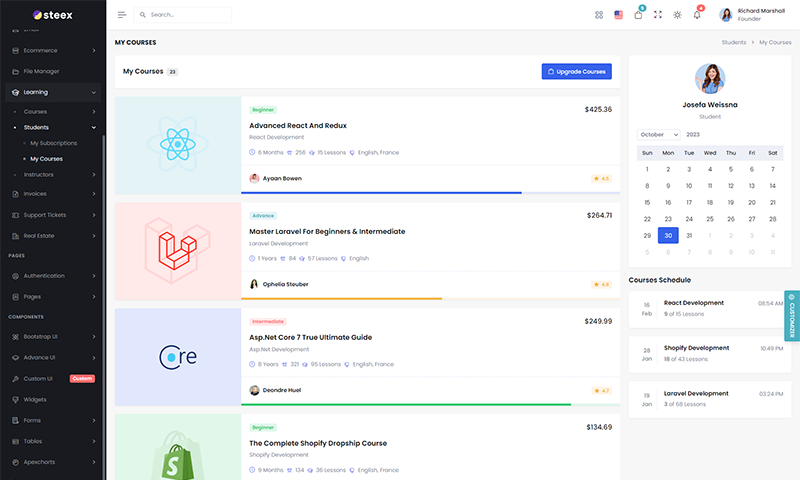 steex
Ecommerce
File Manager
Learning
Courses
Students
My Subscriptions
My Courses
Instructors
Invoices
Support Tickets
Real Estate
PAGES
Authentication
Pages
COMPONENTS
Bootstrap UI
Advance UI
Custom UI Custom
Widgets
Forms
Tables
Apexcharts
Search...
Richard Marshall
Founder
MY COURSES
Students > My Courses
My Courses 23
Upgrade Courses
Beginner
$425.36
Advanced React And Redux
React Development
6 Months 256 15 Lessons English, France
Ayaan Bowen
Advance
$264.71
Master Laravel For Beginners & Intermediate
Laravel Development
1 Years 84 57 Lessons English
Ophelia Steuber
4.8
Core
Intermediate
$249.99
Asp.Net Core 7 True Ultimate Guide
Asp.Net Development
8 Years 321 95 Lessons English, France
Deondre Huel
4.7
Beginner
$134.69
The Complete Shopify Dropship Course
Shopify Development
9 Months 134 36 Lessons English, France
Josefa Weissna
Student
October 2023
Sun Mon Tue Wed Thu Fri Sat
1 2 3 4 5 6 7
8 9 10 11 12 13 14
15 16 17 18 19 20 21
22 23 24 25 26 27 28
29 30 31 1 2 3 4
5 6 7 8 9 10 11
Courses Schedule
16 Feb
React Development 08:54 AM
9 of 15 Lessons
28 Jan
Shopify Development 10:49 PM
18 of 43 Lessons
19 Jan
Laravel Development 03:24 PM
3 of 68 Lessons
CUSTOMIZER